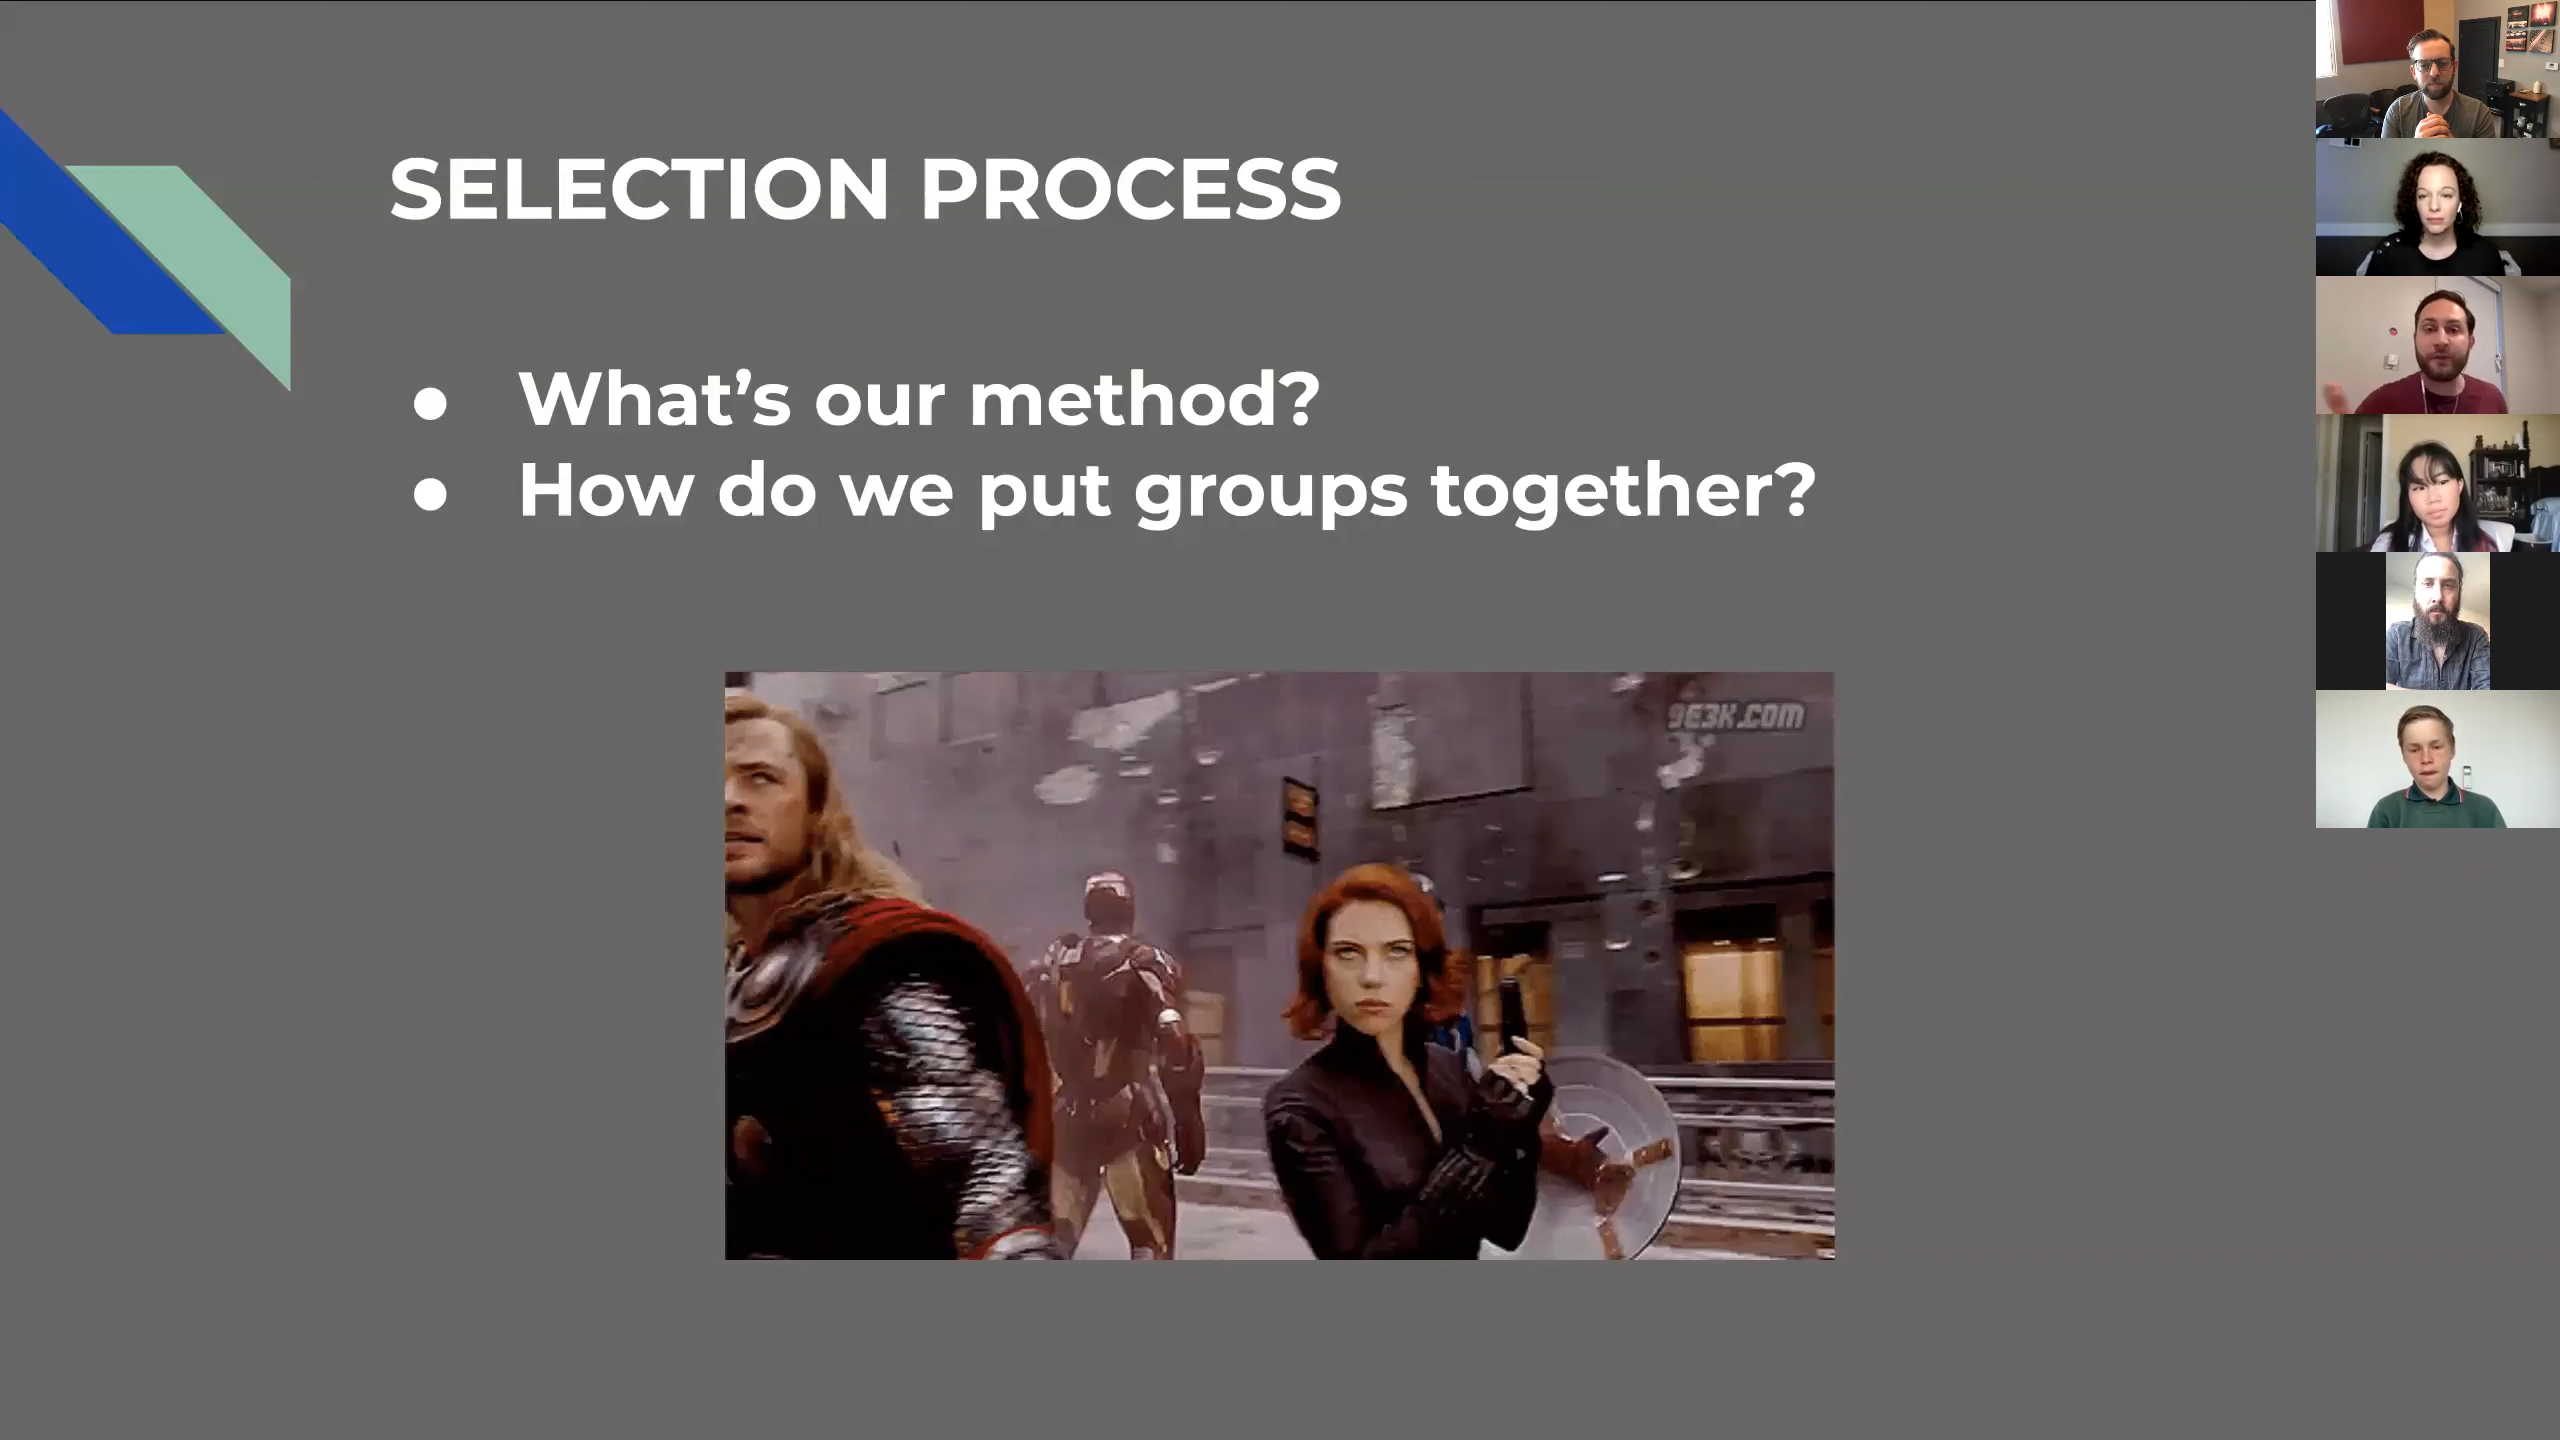 SELECTION PROCESS
● What’s our method?
● How do we put groups together?
9E3K.COM